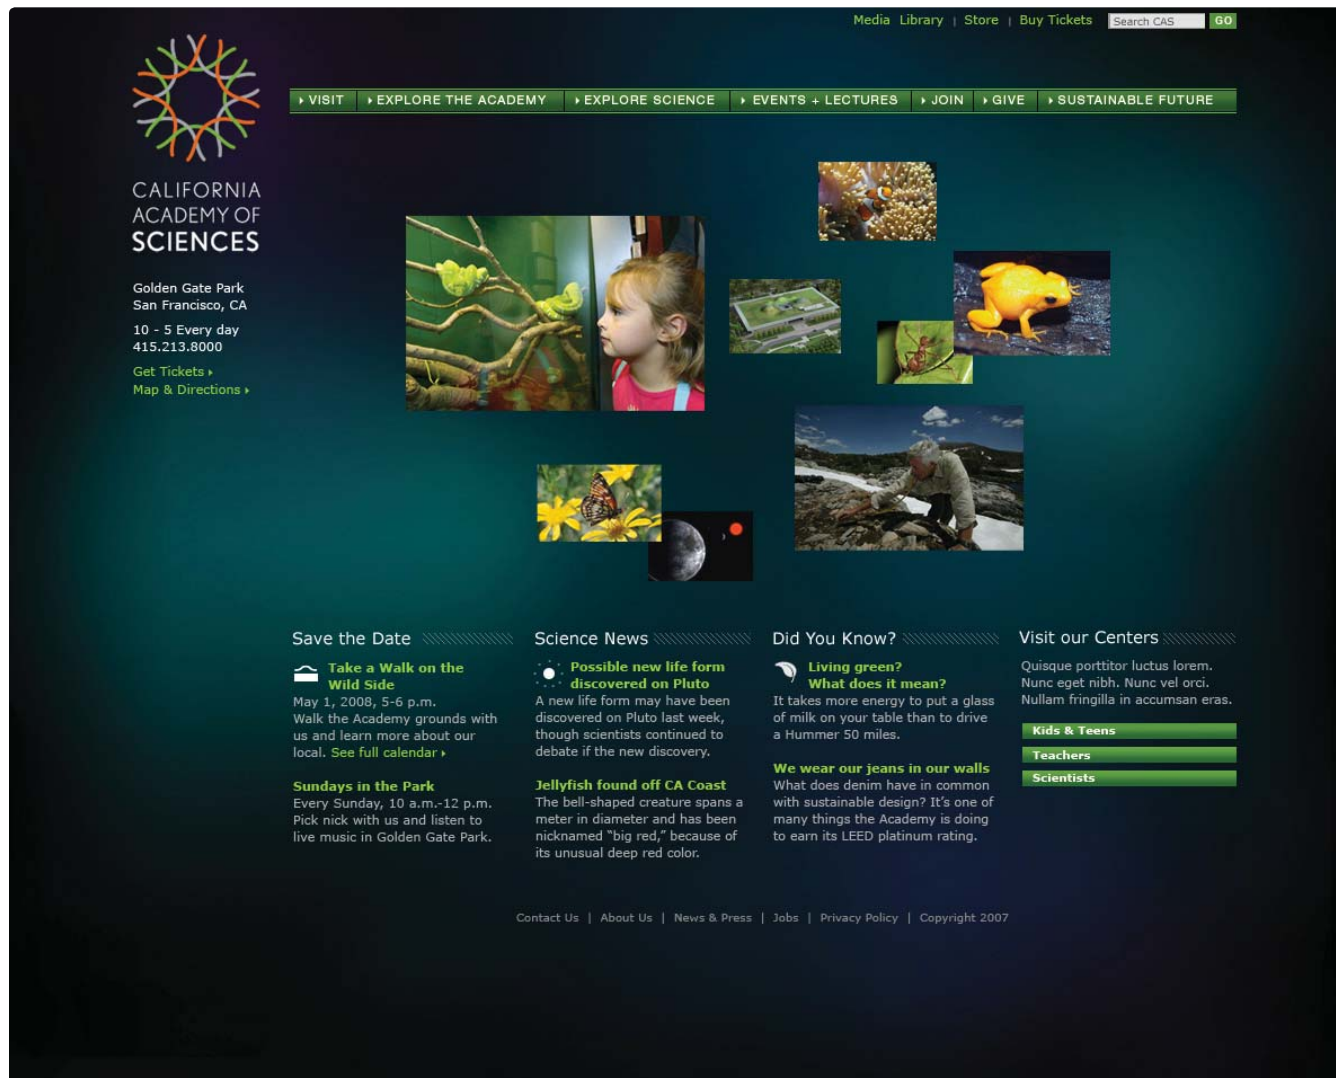 Media Library | Store | Buy Tickets Search CAS GO
VISIT EXPLORE THE ACADEMY EXPLORE SCIENCE EVENTS + LECTURES JOIN GIVE SUSTAINABLE FUTURE
CALIFORNIA
ACADEMY OF
SCIENCES
Golden Gate Park
San Francisco, CA
10 - 5 Every day
415.213.8000
Get Tickets
Map & Directions
Save the Date
Take a Walk on the
Wild Side
May 1, 2008, 5-6 p.m.
Walk the Academy grounds with
us and learn more about our
local. See full calendar
Sundays in the Park
Every Sunday, 10 a.m.-12 p.m.
Pick nick with us and listen to
live music in Golden Gate Park.
Science News
Possible new life form
discovered on Pluto
A new life form may have been
discovered on Pluto last week,
though scientists continued to
debate if the new discovery.
Jellyfish found off CA Coast
The bell-shaped creature spans a
meter in diameter and has been
nicknamed “big red,” because of
its unusual deep red color.
Did You Know?
Living green?
What does it mean?
It takes more energy to put a glass
of milk on your table than to drive
a Hummer 50 miles.
We wear our jeans in our walls
What does denim have in common
with sustainable design? It’s one of
many things the Academy is doing
to earn its LEED platinum rating.
Visit our Centers
Quisque porttitor luctus lorem.
Nunc eget nibh. Nunc vel orci.
Nullam fringilla in accumsan eras.
Kids & Teens
Teachers
Scientists
Contact Us | About Us | News & Press | Jobs | Privacy Policy | Copyright 2007